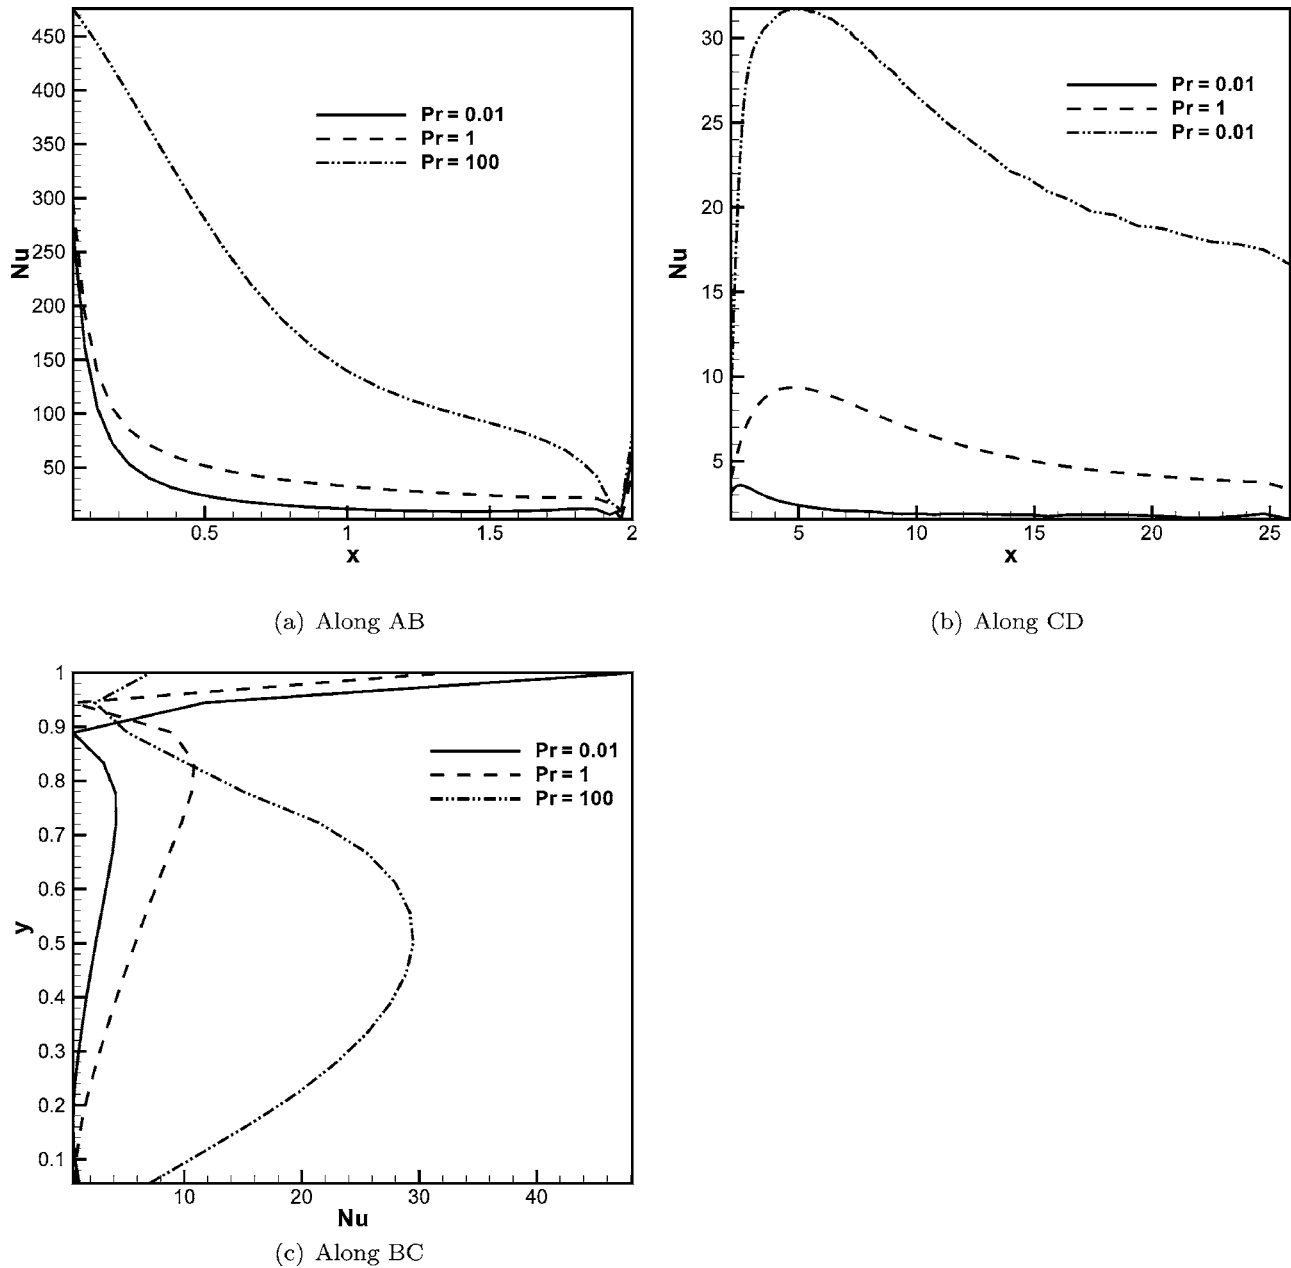 450
400
350
300
250
200
150
100
50
Nu
Pr = 0.01
Pr = 1
Pr = 100
0.5
1
1.5
2
x
(a) Along AB
30
25
20
15
10
5
Nu
Pr = 0.01
Pr = 1
Pr = 0.01
5
10
15
20
25
x
(b) Along CD
1
0.9
0.8
0.7
0.6
0.5
0.4
0.3
0.2
0.1
y
Pr = 0.01
Pr = 1
Pr = 100
10
20
30
40
Nu
(c) Along BC